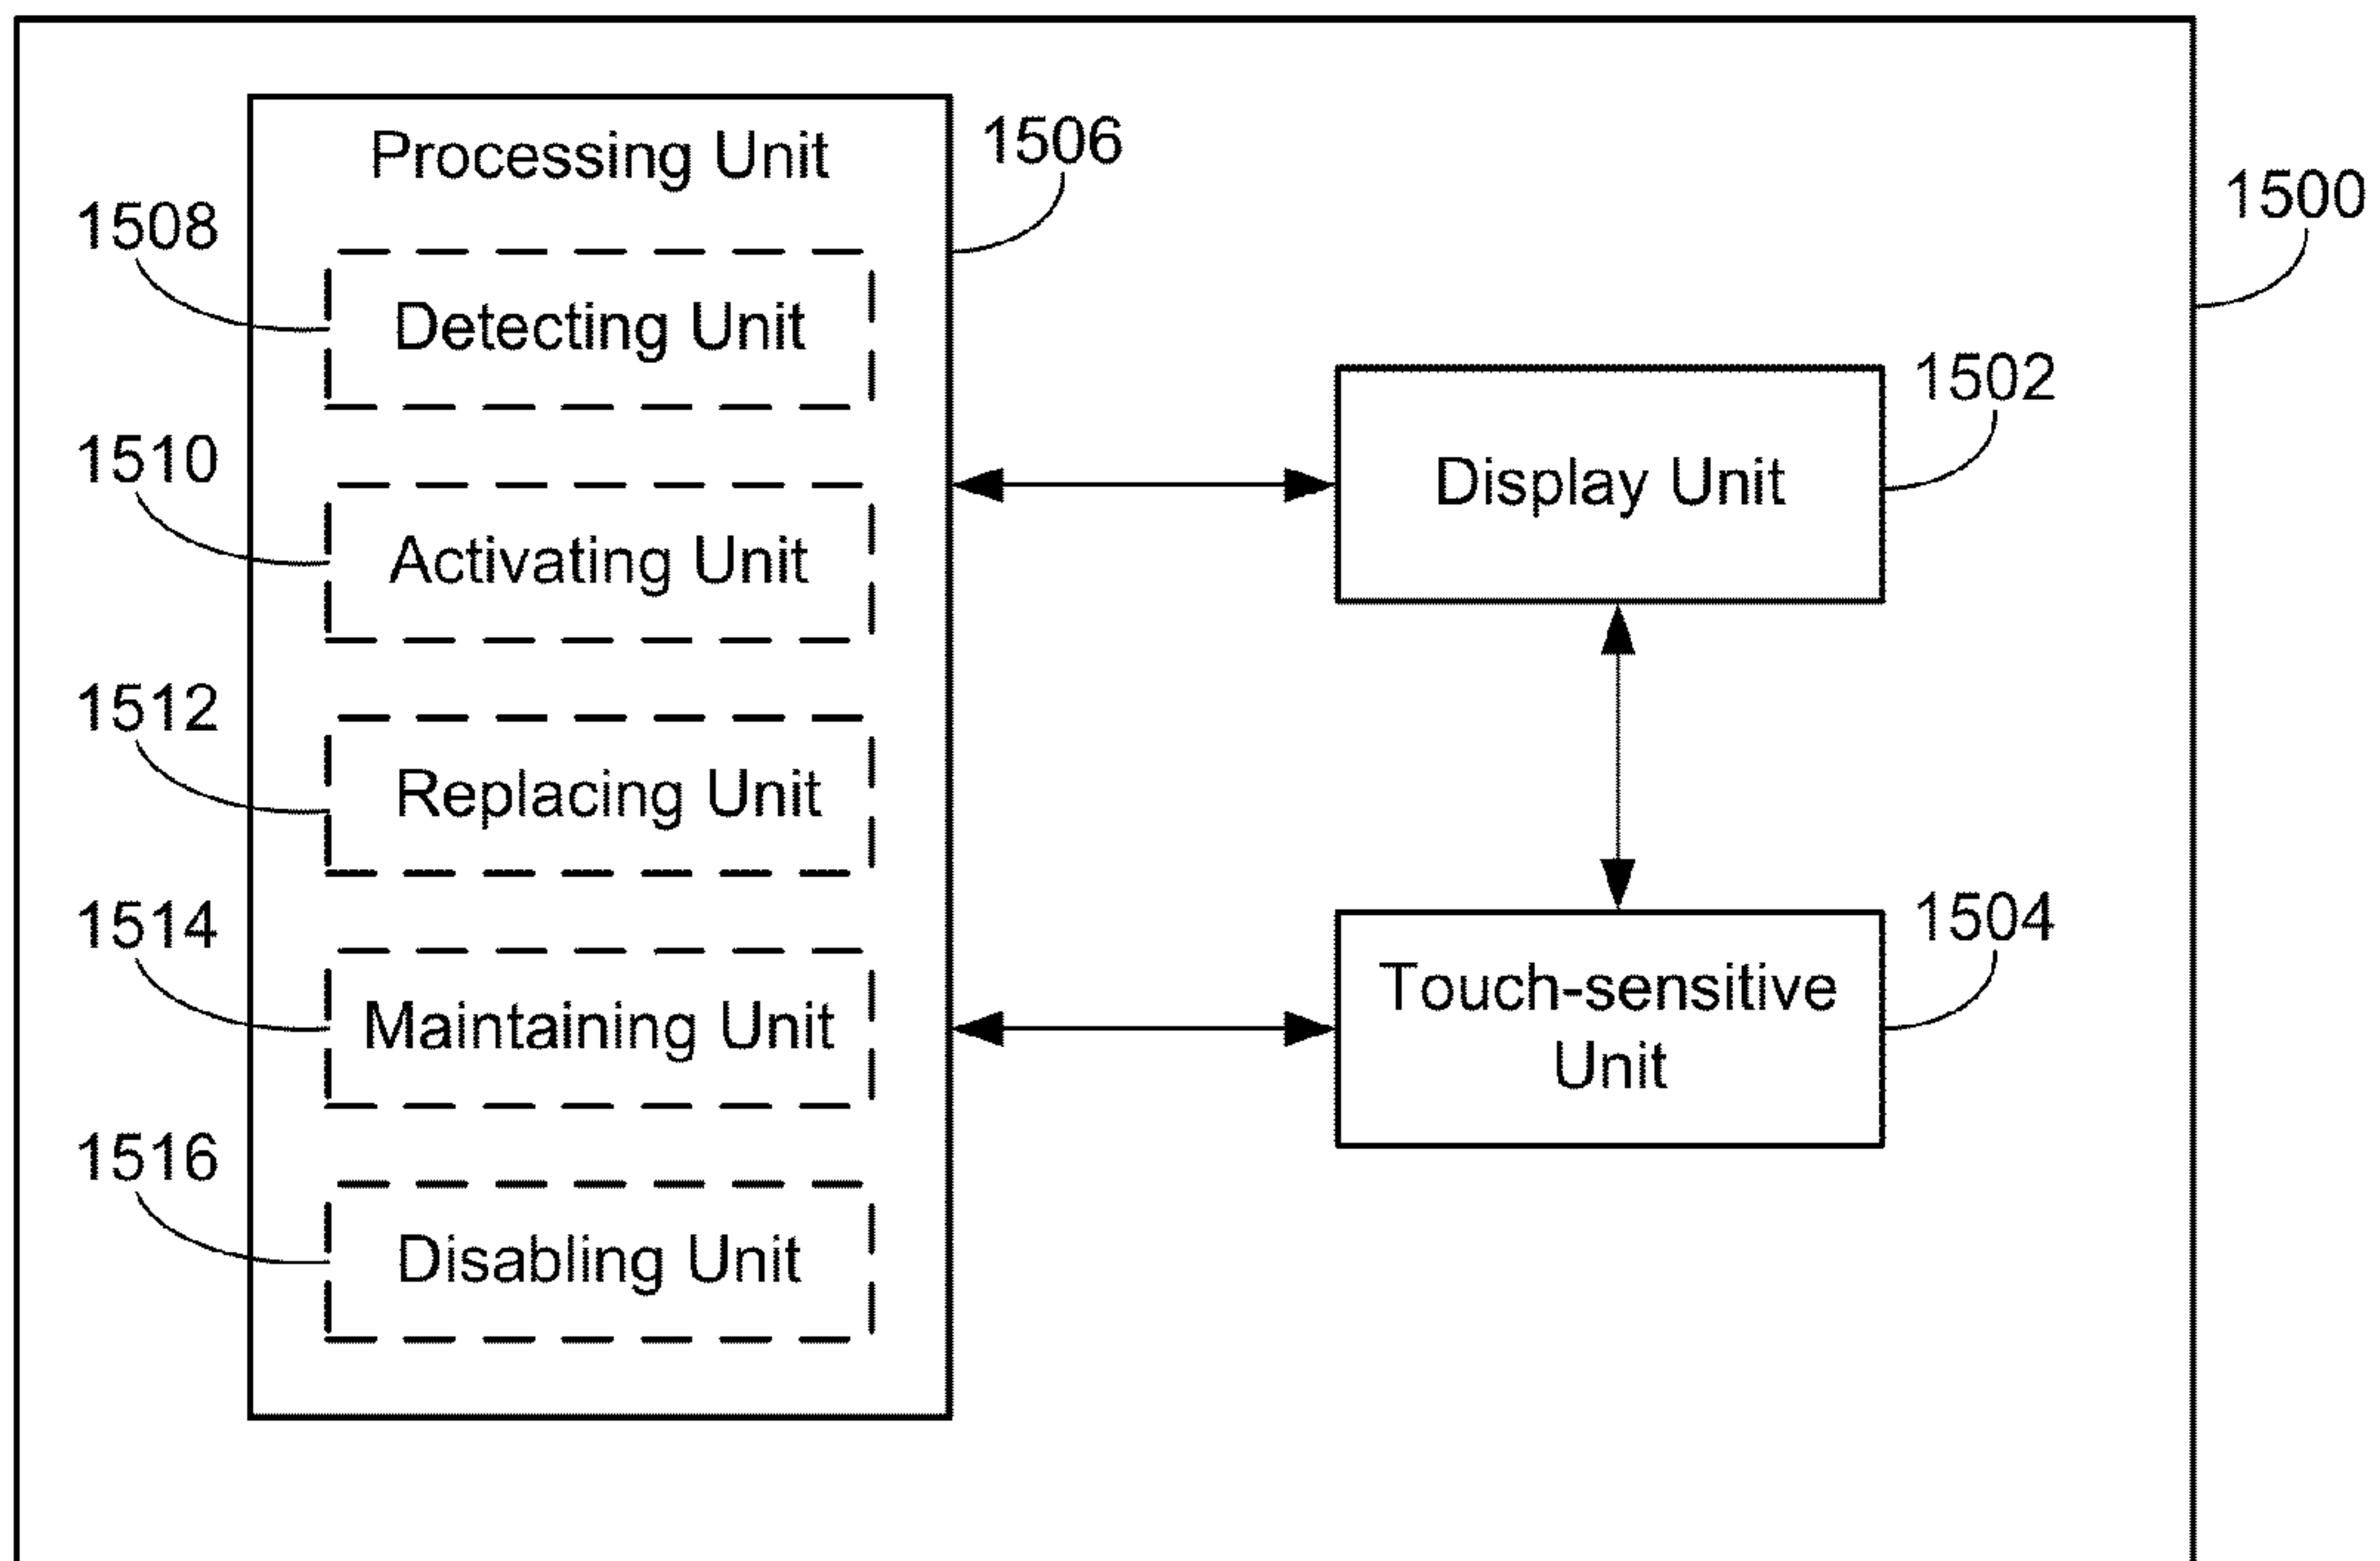 Processing Unit
1506
1500
1508
Detecting Unit
1502
Display Unit
1510
Activating Unit
1512
Replacing Unit
1504
Touch-sensitive
Unit
1514
Maintaining Unit
1516
Disabling Unit